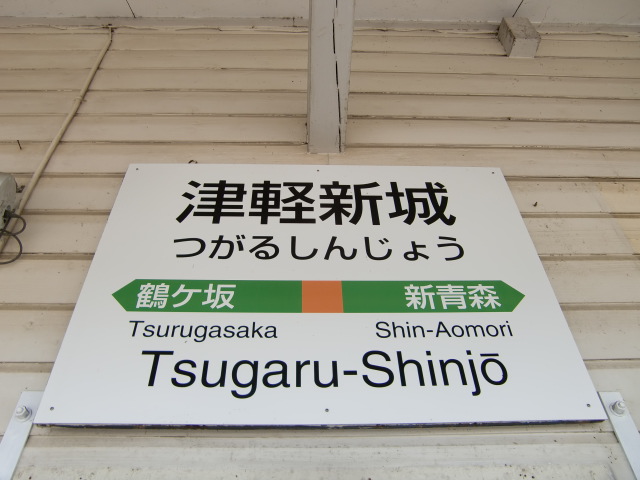 津軽新城
つがるしんじょう
鶴ケ坂 新青森
Tsurugasaka Shin-Aomori
Tsugaru-Shinjō